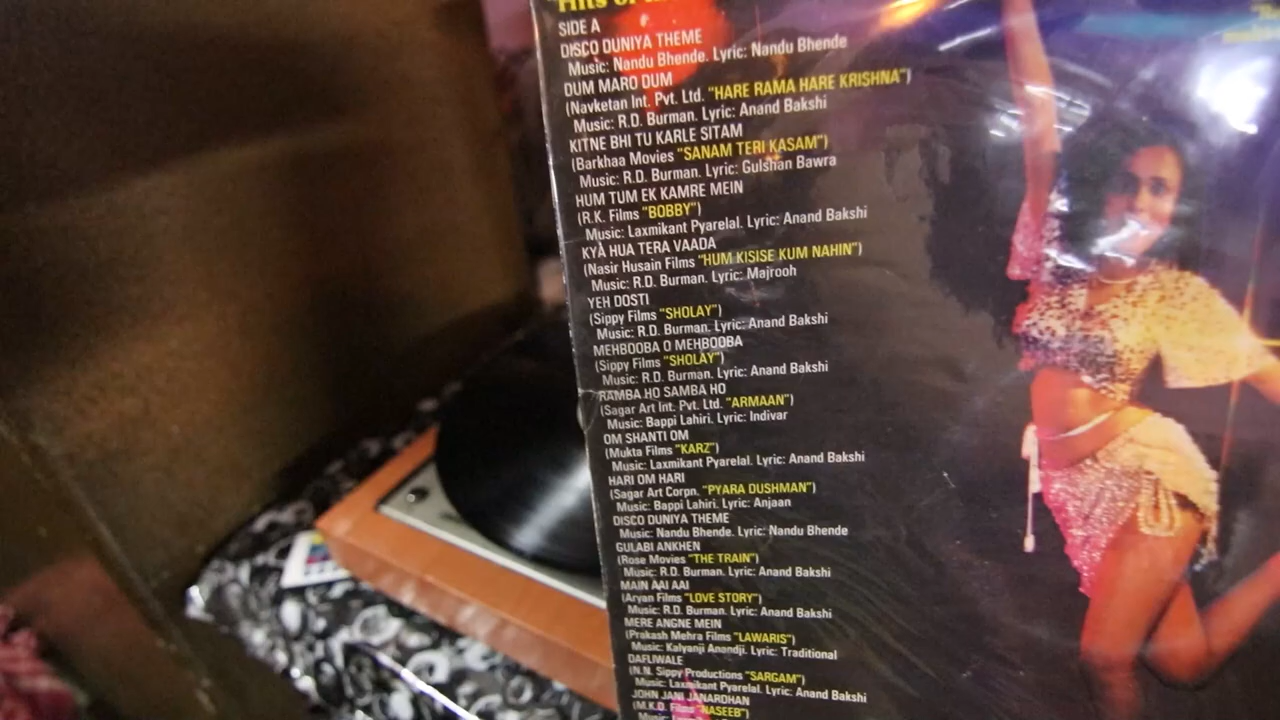 "Hits of
SIDE A
DISCO DUNIYA THEME
Music: Nandu Bhende. Lyric: Nandu Bhende
DUM MARO DUM
(Navketan Int. Pvt. Ltd. "HARE RAMA HARE KRISHNA")
Music: R.D. Burman. Lyric: Anand Bakshi
KITNE BHI TU KARLE SITAM
(Barkhaa Movies "SANAM TERI KASAM")
Music: R.D. Burman. Lyric: Gulshan Bawra
HUM TUM EK KAMRE MEIN
(R.K. Films "BOBBY")
Music: Laxmikant Pyarelal. Lyric: Anand Bakshi
KYA HUA TERA VAADA
(Nasir Husain Films "HUM KISISE KUM NAHIN")
Music: R.D. Burman. Lyric: Majrooh
YEH DOSTI
(Sippy Films "SHOLAY")
Music: R.D. Burman. Lyric: Anand Bakshi
MEHBOOBA O MEHBOOBA
(Sippy Films "SHOLAY")
Music: R.D. Burman. Lyric: Anand Bakshi
RAMBA HO SAMBA HO
(Sagar Art Int. Pvt. Ltd. "ARMAAN")
Music: Bappi Lahiri. Lyric: Indivar
OM SHANTI OM
(Mukta Films "KARZ")
Music: Laxmikant Pyarelal. Lyric: Anand Bakshi
HARI OM HARI
(Sagar Art Corpn. "PYARA DUSHMAN")
Music: Bappi Lahiri. Lyric: Anjaan
DISCO DUNIYA THEME
Music: Nandu Bhende. Lyric: Nandu Bhende
GULABI ANKHEN
(Rose Movies "THE TRAIN")
Music: R.D. Burman. Lyric: Anand Bakshi
MAIN AAI AAI
(Aryan Films "LOVE STORY")
Music: R.D. Burman. Lyric: Anand Bakshi
MERE ANGNE MEIN
(Prakash Mehra Films "LAWARIS")
Music: Kalyanji Anandji. Lyric: Traditional
DAFLIWALE
(N.N. Sippy Productions "SARGAM")
Music: Laxmikant Pyarelal. Lyric: Anand Bakshi
JOHN JANI JANARDHAN
(M.K.D. Films "NASEEB")